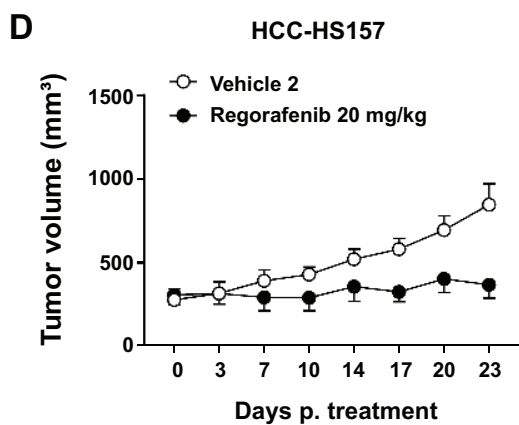 D
HCC-HS157
Vehicle 2
Regorafenib 20 mg/kg
Tumor volume (mm³)
1500
1000
500
0
0 3 7 10 14 17 20 23
Days p. treatment